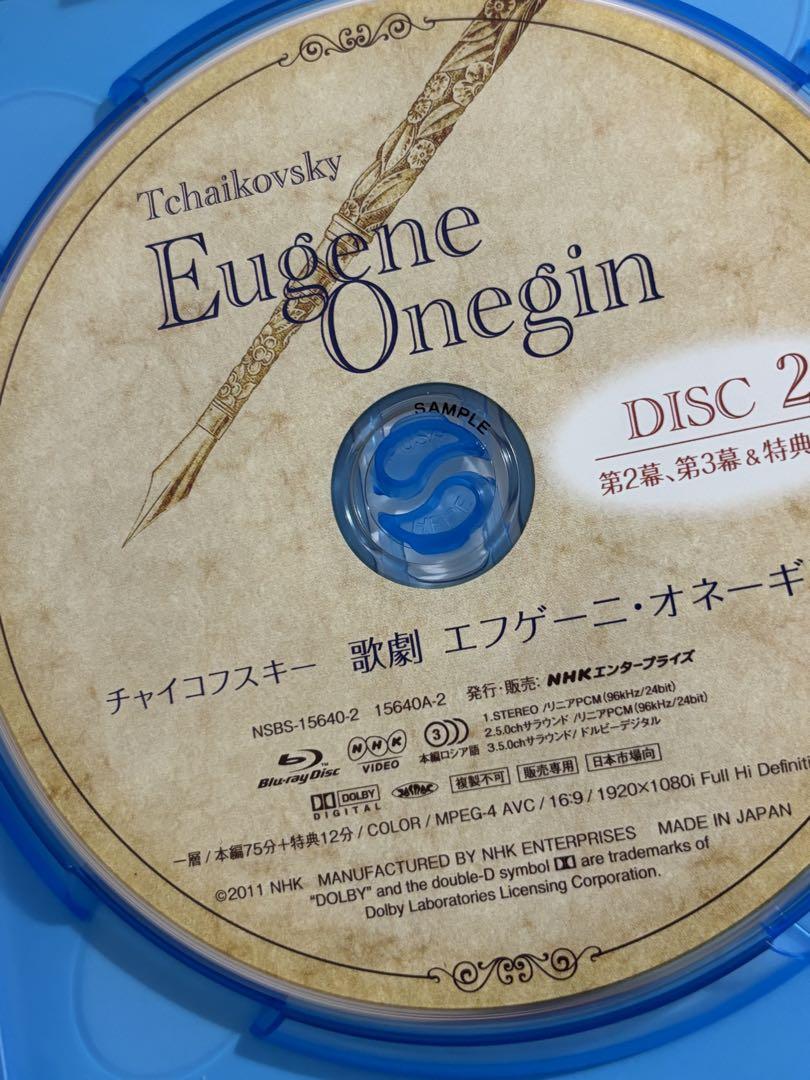 Tchaikovsky
Eugene
Onegin
SAMPLE
DISC 2
第2幕、第3幕&特典
チャイコフスキー 歌劇 エフゲーニ・オネーギ
NSBS-15640-2 15640A-2 発行・販売: NHKエンタープライズ
Blu-ray Disc
NHK VIDEO
3
本編ロシア語
1.STEREO /リニアPCM(96kHz/24bit)
2.5.0chサラウンド/リニアPCM(96kHz/24bit)
3.5.0chサラウンド/ドルビーデジタル
DOLBY DIGITAL
複製不可 販売専用 日本市場向
一層/本編75分+特典12分/COLOR/MPEG-4 AVC/16:9/1920×1080i Full Hi Definiti
©2011 NHK MANUFACTURED BY NHK ENTERPRISES MADE IN JAPAN
"DOLBY" and the double-D symbol are trademarks of
Dolby Laboratories Licensing Corporation.